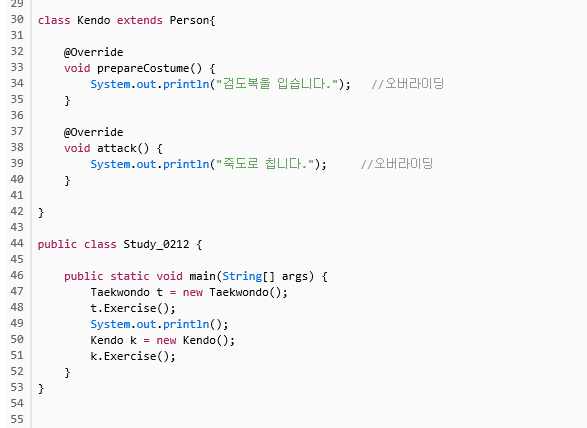 29
30 class Kendo extends Person{
31
32 @Override
33 void prepareCostume() {
34 System.out.println("검도복을 입습니다."); //오버라이딩
35 }
36
37 @Override
38 void attack() {
39 System.out.println("죽도로 칩니다."); //오버라이딩
40 }
41
42 }
43
44 public class Study_0212 {
45
46 public static void main(String[] args) {
47 Taekwondo t = new Taekwondo();
48 t.Exercise();
49 System.out.println();
50 Kendo k = new Kendo();
51 k.Exercise();
52 }
53 }
54
55